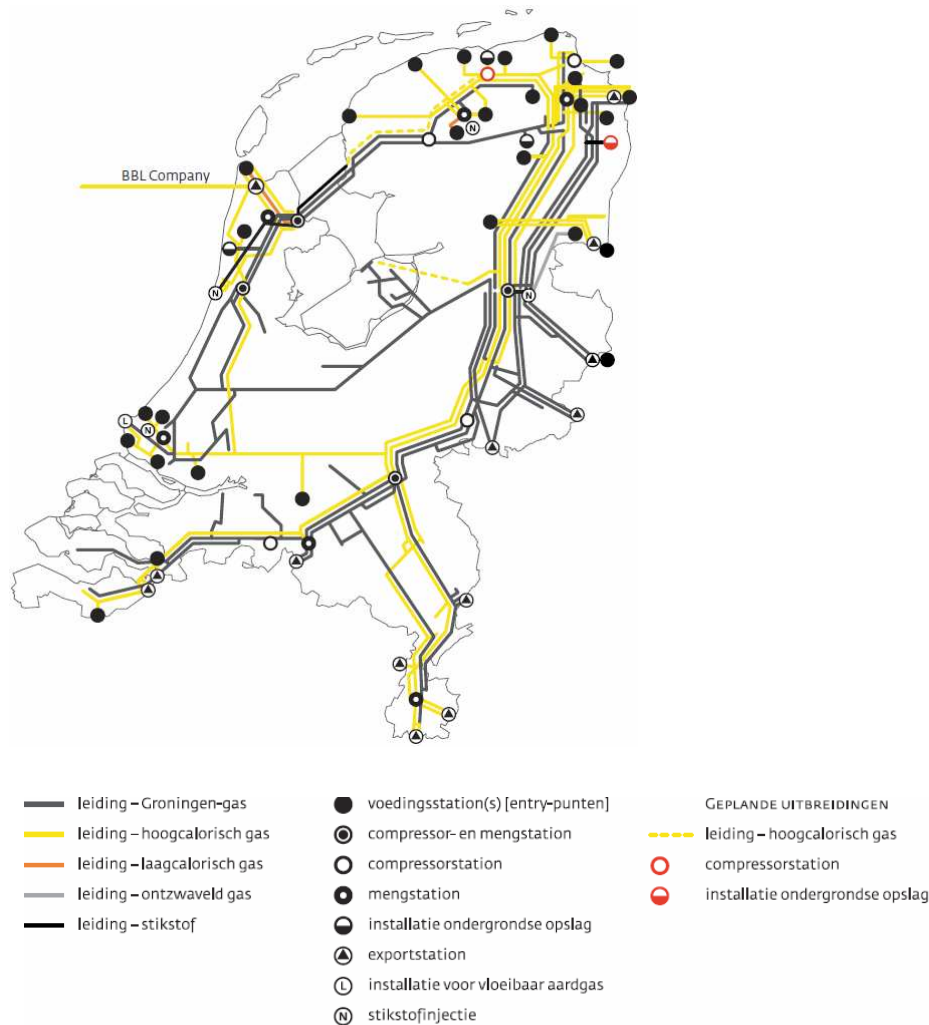 BBL Company
N
N
N
L
N
leiding – Groningen-gas
leiding – hoogcalorisch gas
leiding – laagcalorisch gas
leiding – ontzwaveld gas
leiding – stikstof
voedingsstation(s) [entry-punten]
compressor- en mengstation
compressorstation
mengstation
installatie ondergrondse opslag
exportstation
L installatie voor vloeibaar aardgas
N stikstofinjectie
GEPLANDE UITBREIDINGEN
leiding – hoogcalorisch gas
compressorstation
installatie ondergrondse opslag